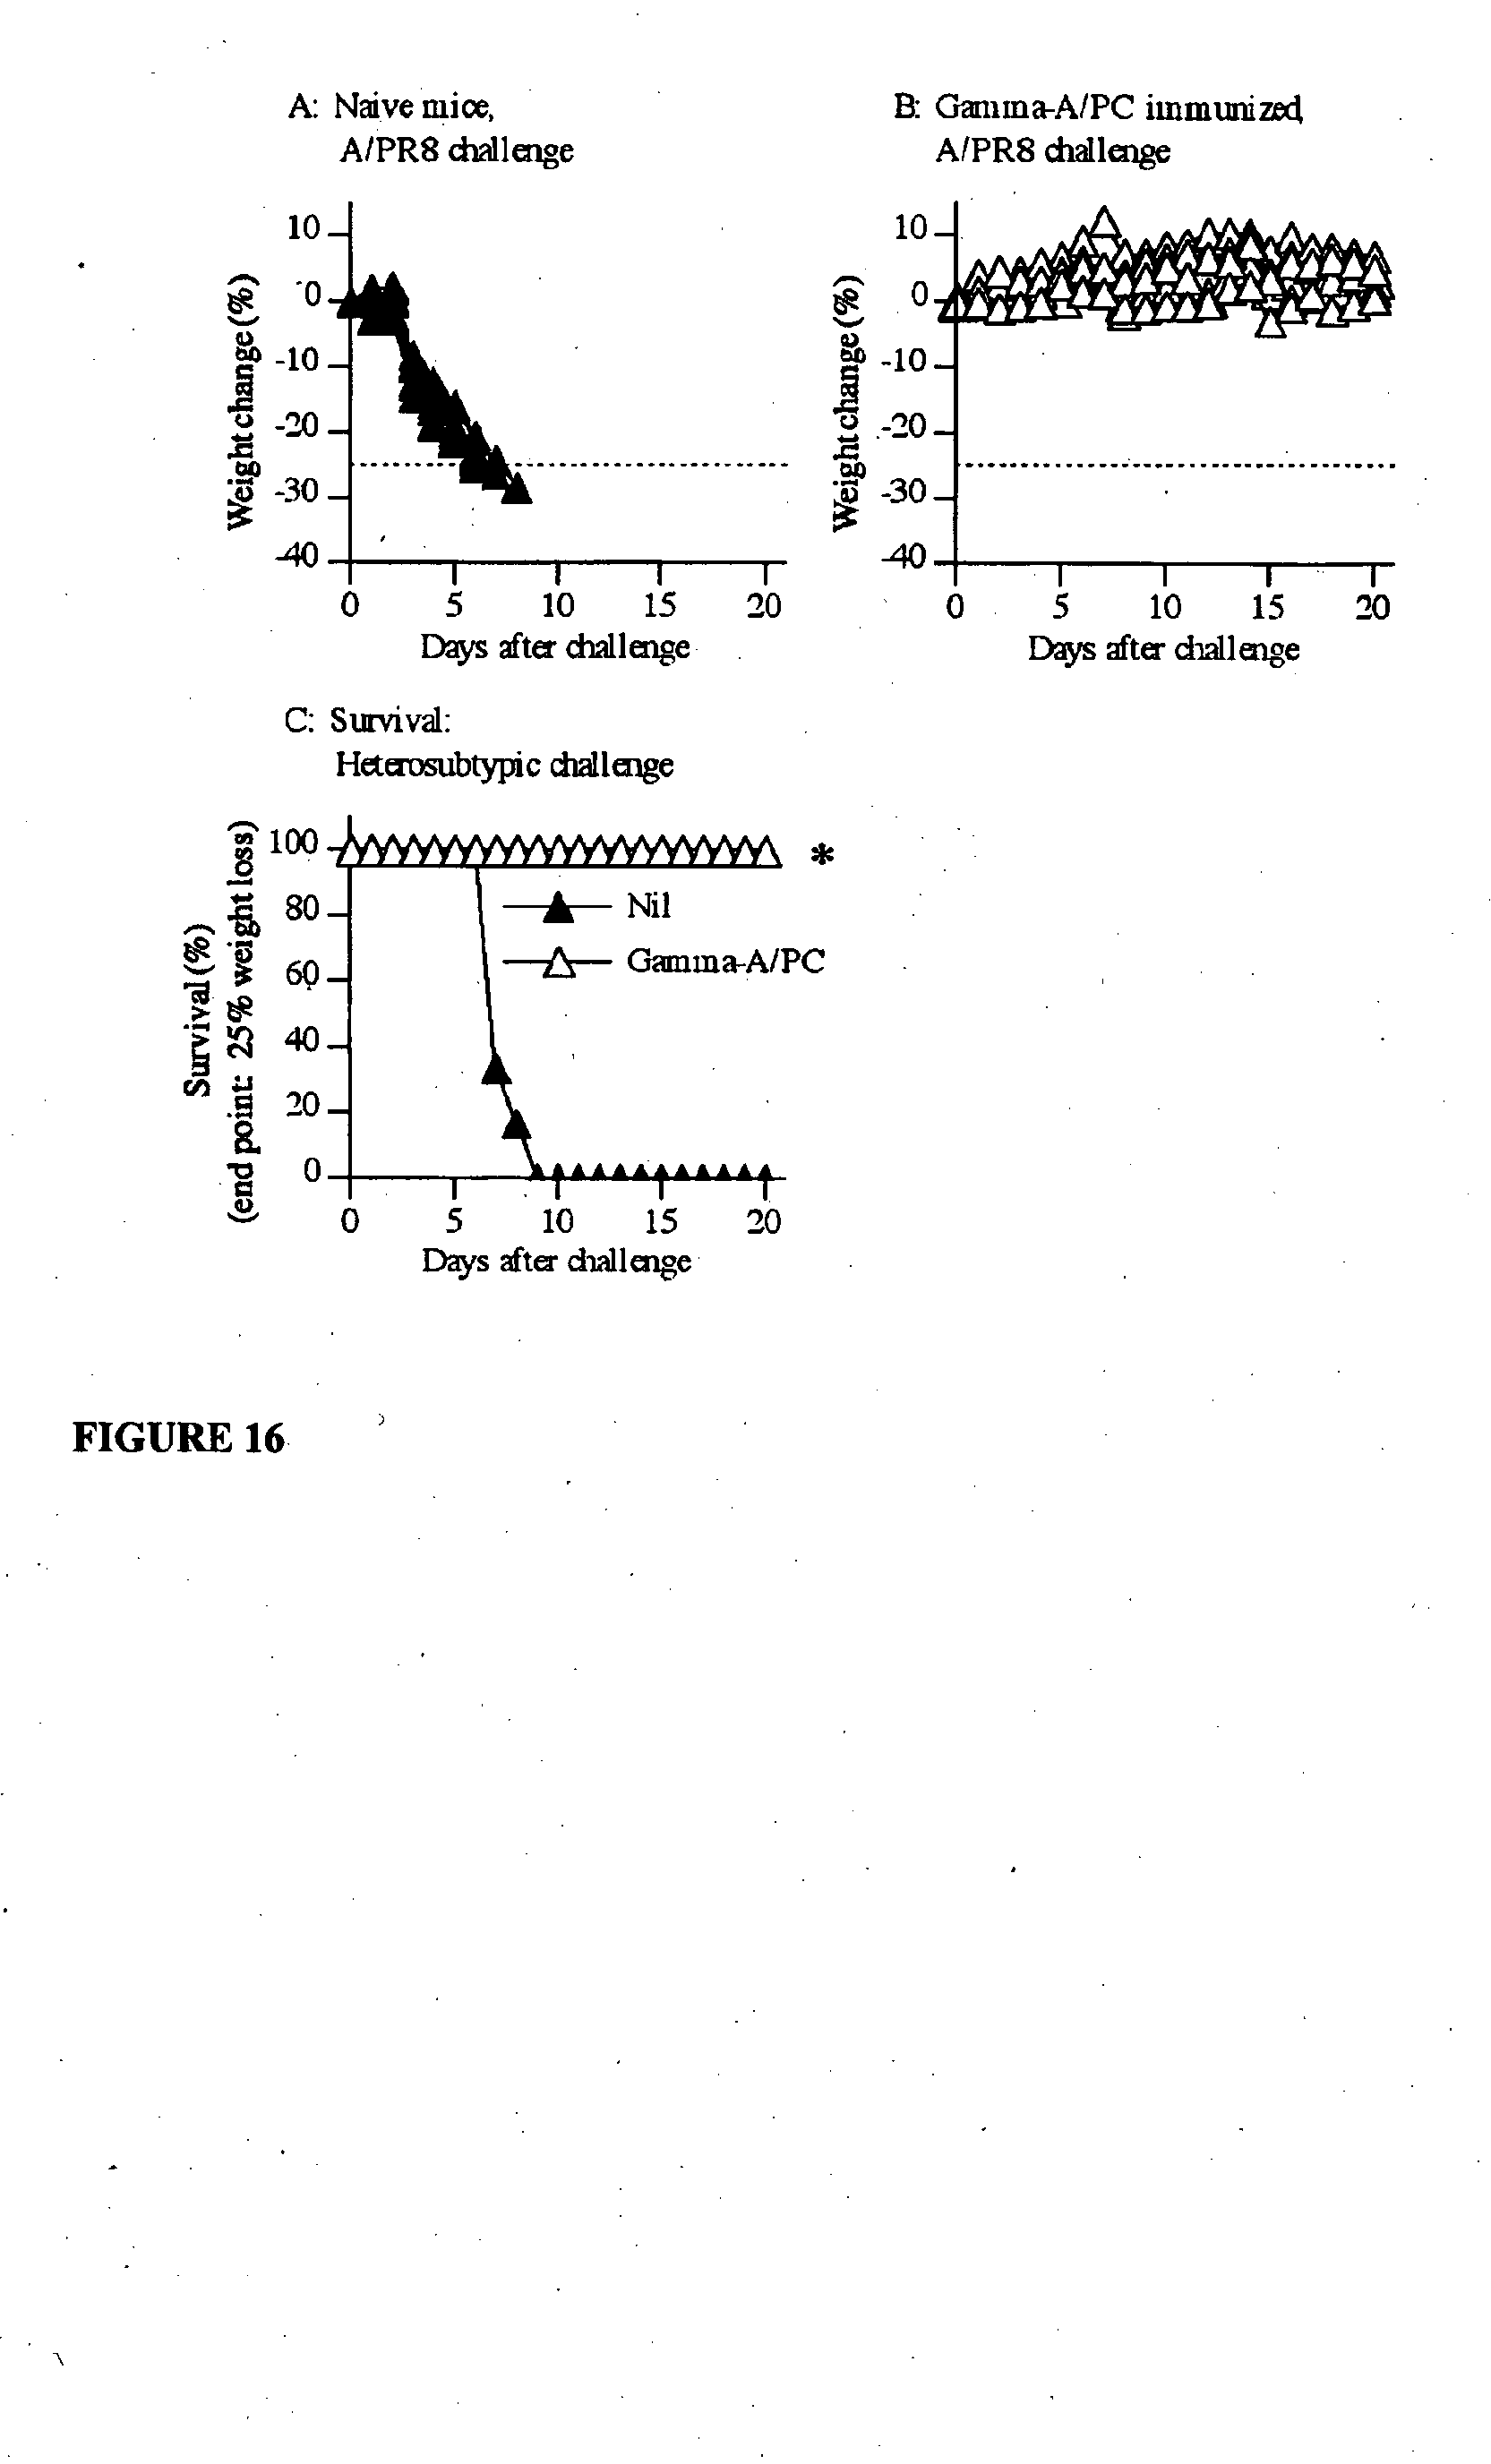 A: Naive mice,
A/PR8 challenge
10
0
-10
-20
-30
-40
Weight change (%)
0 5 10 15 20
Days after challenge
B: Gamma-A/PC immunized,
A/PR8 challenge
10
0
-10
-20
-30
-40
Weight change (%)
0 5 10 15 20
Days after challenge
C: Survival:
Heterosubtypic challenge
100
80
60
40
20
0
Survival (%)
(end point: 25% weight loss)
*
Nil
Gamma-A/PC
0 5 10 15 20
Days after challenge
FIGURE 16